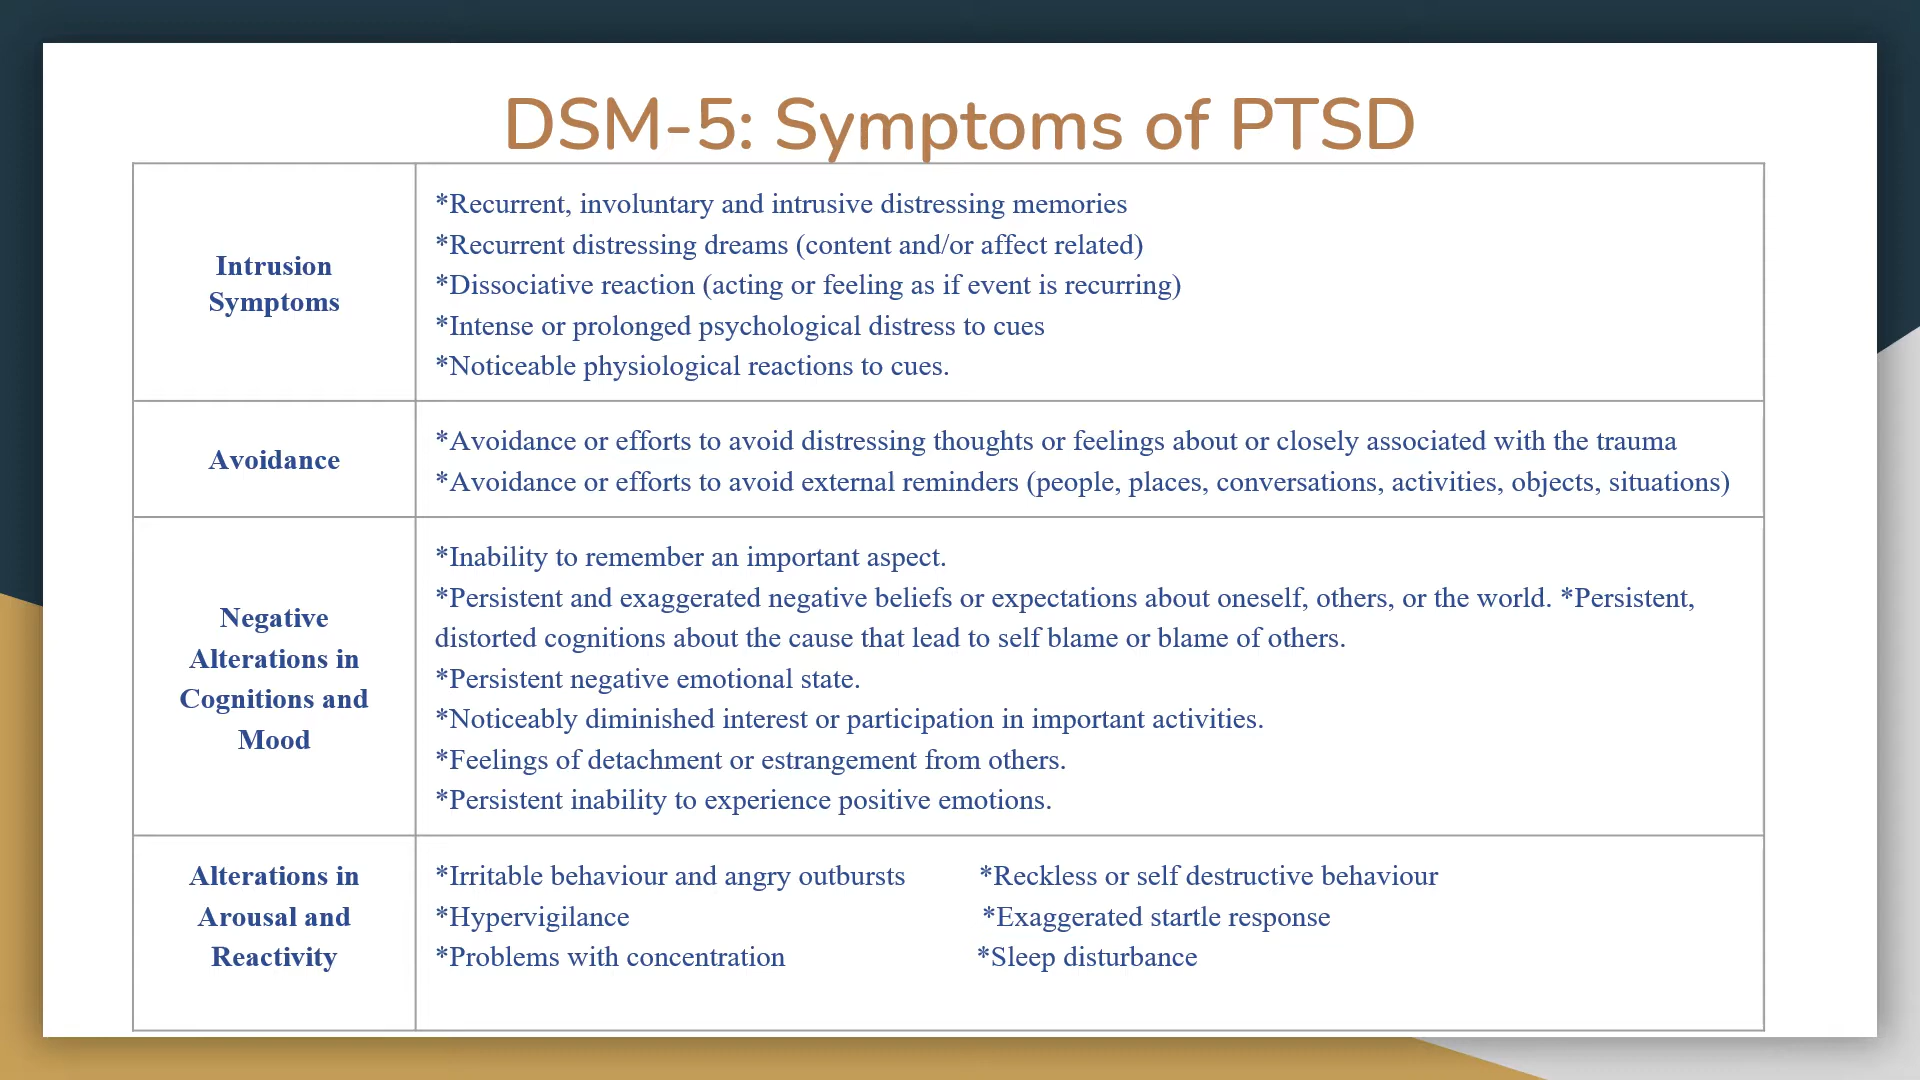 DSM-5: Symptoms of PTSD
Intrusion
Symptoms
*Recurrent, involuntary and intrusive distressing memories
*Recurrent distressing dreams (content and/or affect related)
*Dissociative reaction (acting or feeling as if event is recurring)
*Intense or prolonged psychological distress to cues
*Noticeable physiological reactions to cues.
Avoidance
*Avoidance or efforts to avoid distressing thoughts or feelings about or closely associated with the trauma
*Avoidance or efforts to avoid external reminders (people, places, conversations, activities, objects, situations)
Negative
Alterations in
Cognitions and
Mood
*Inability to remember an important aspect.
*Persistent and exaggerated negative beliefs or expectations about oneself, others, or the world. *Persistent,
distorted cognitions about the cause that lead to self blame or blame of others.
*Persistent negative emotional state.
*Noticeably diminished interest or participation in important activities.
*Feelings of detachment or estrangement from others.
*Persistent inability to experience positive emotions.
Alterations in
Arousal and
Reactivity
*Irritable behaviour and angry outbursts *Reckless or self destructive behaviour
*Hypervigilance *Exaggerated startle response
*Problems with concentration *Sleep disturbance